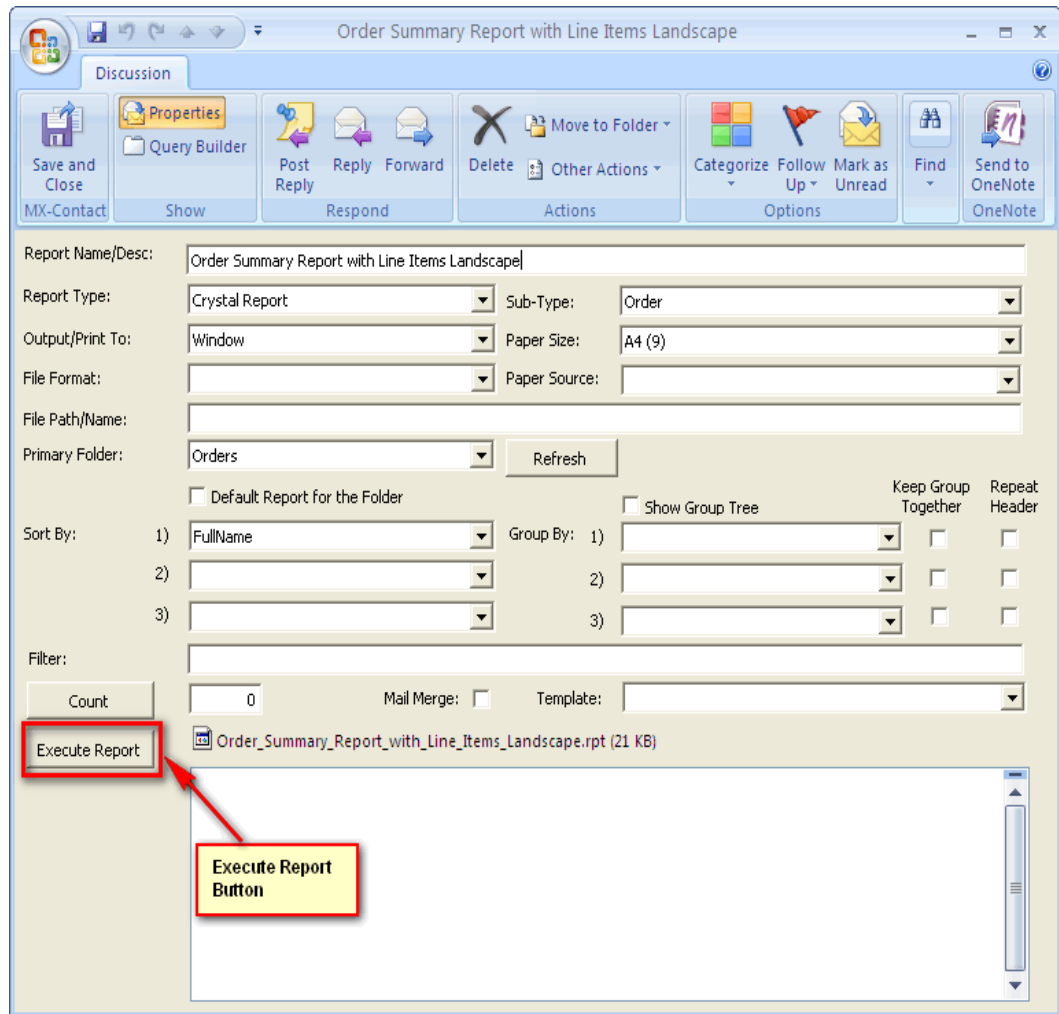 Order Summary Report with Line Items Landscape
Discussion
Save and Close
Properties
Query Builder
Post Reply
Reply
Forward
Delete
Move to Folder
Other Actions
Categorize
Follow Up
Mark as Unread
Find
Send to OneNote
MX-Contact
Show
Respond
Actions
Options
OneNote
Report Name/Desc: Order Summary Report with Line Items Landscape
Report Type: Crystal Report Sub-Type: Order
Output/Print To: Window Paper Size: A4 (9)
File Format: Paper Source:
File Path/Name:
Primary Folder: Orders Refresh
Default Report for the Folder Show Group Tree Keep Group Together Repeat Header
Sort By: 1) FullName Group By: 1)
2) 2)
3) 3)
Filter:
Count 0 Mail Merge: Template:
Execute Report Order_Summary_Report_with_Line_Items_Landscape.rpt (21 KB)
Execute Report
Button